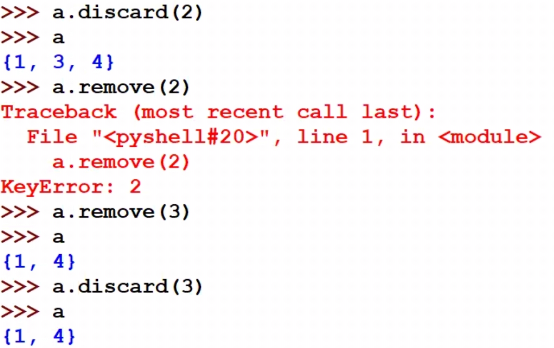 >>> a.discard(2)
>>> a
{1, 3, 4}
>>> a.remove(2)
Traceback (most recent call last):
  File "<pyshell#20>", line 1, in <module>
    a.remove(2)
KeyError: 2
>>> a.remove(3)
>>> a
{1, 4}
>>> a.discard(3)
>>> a
{1, 4}